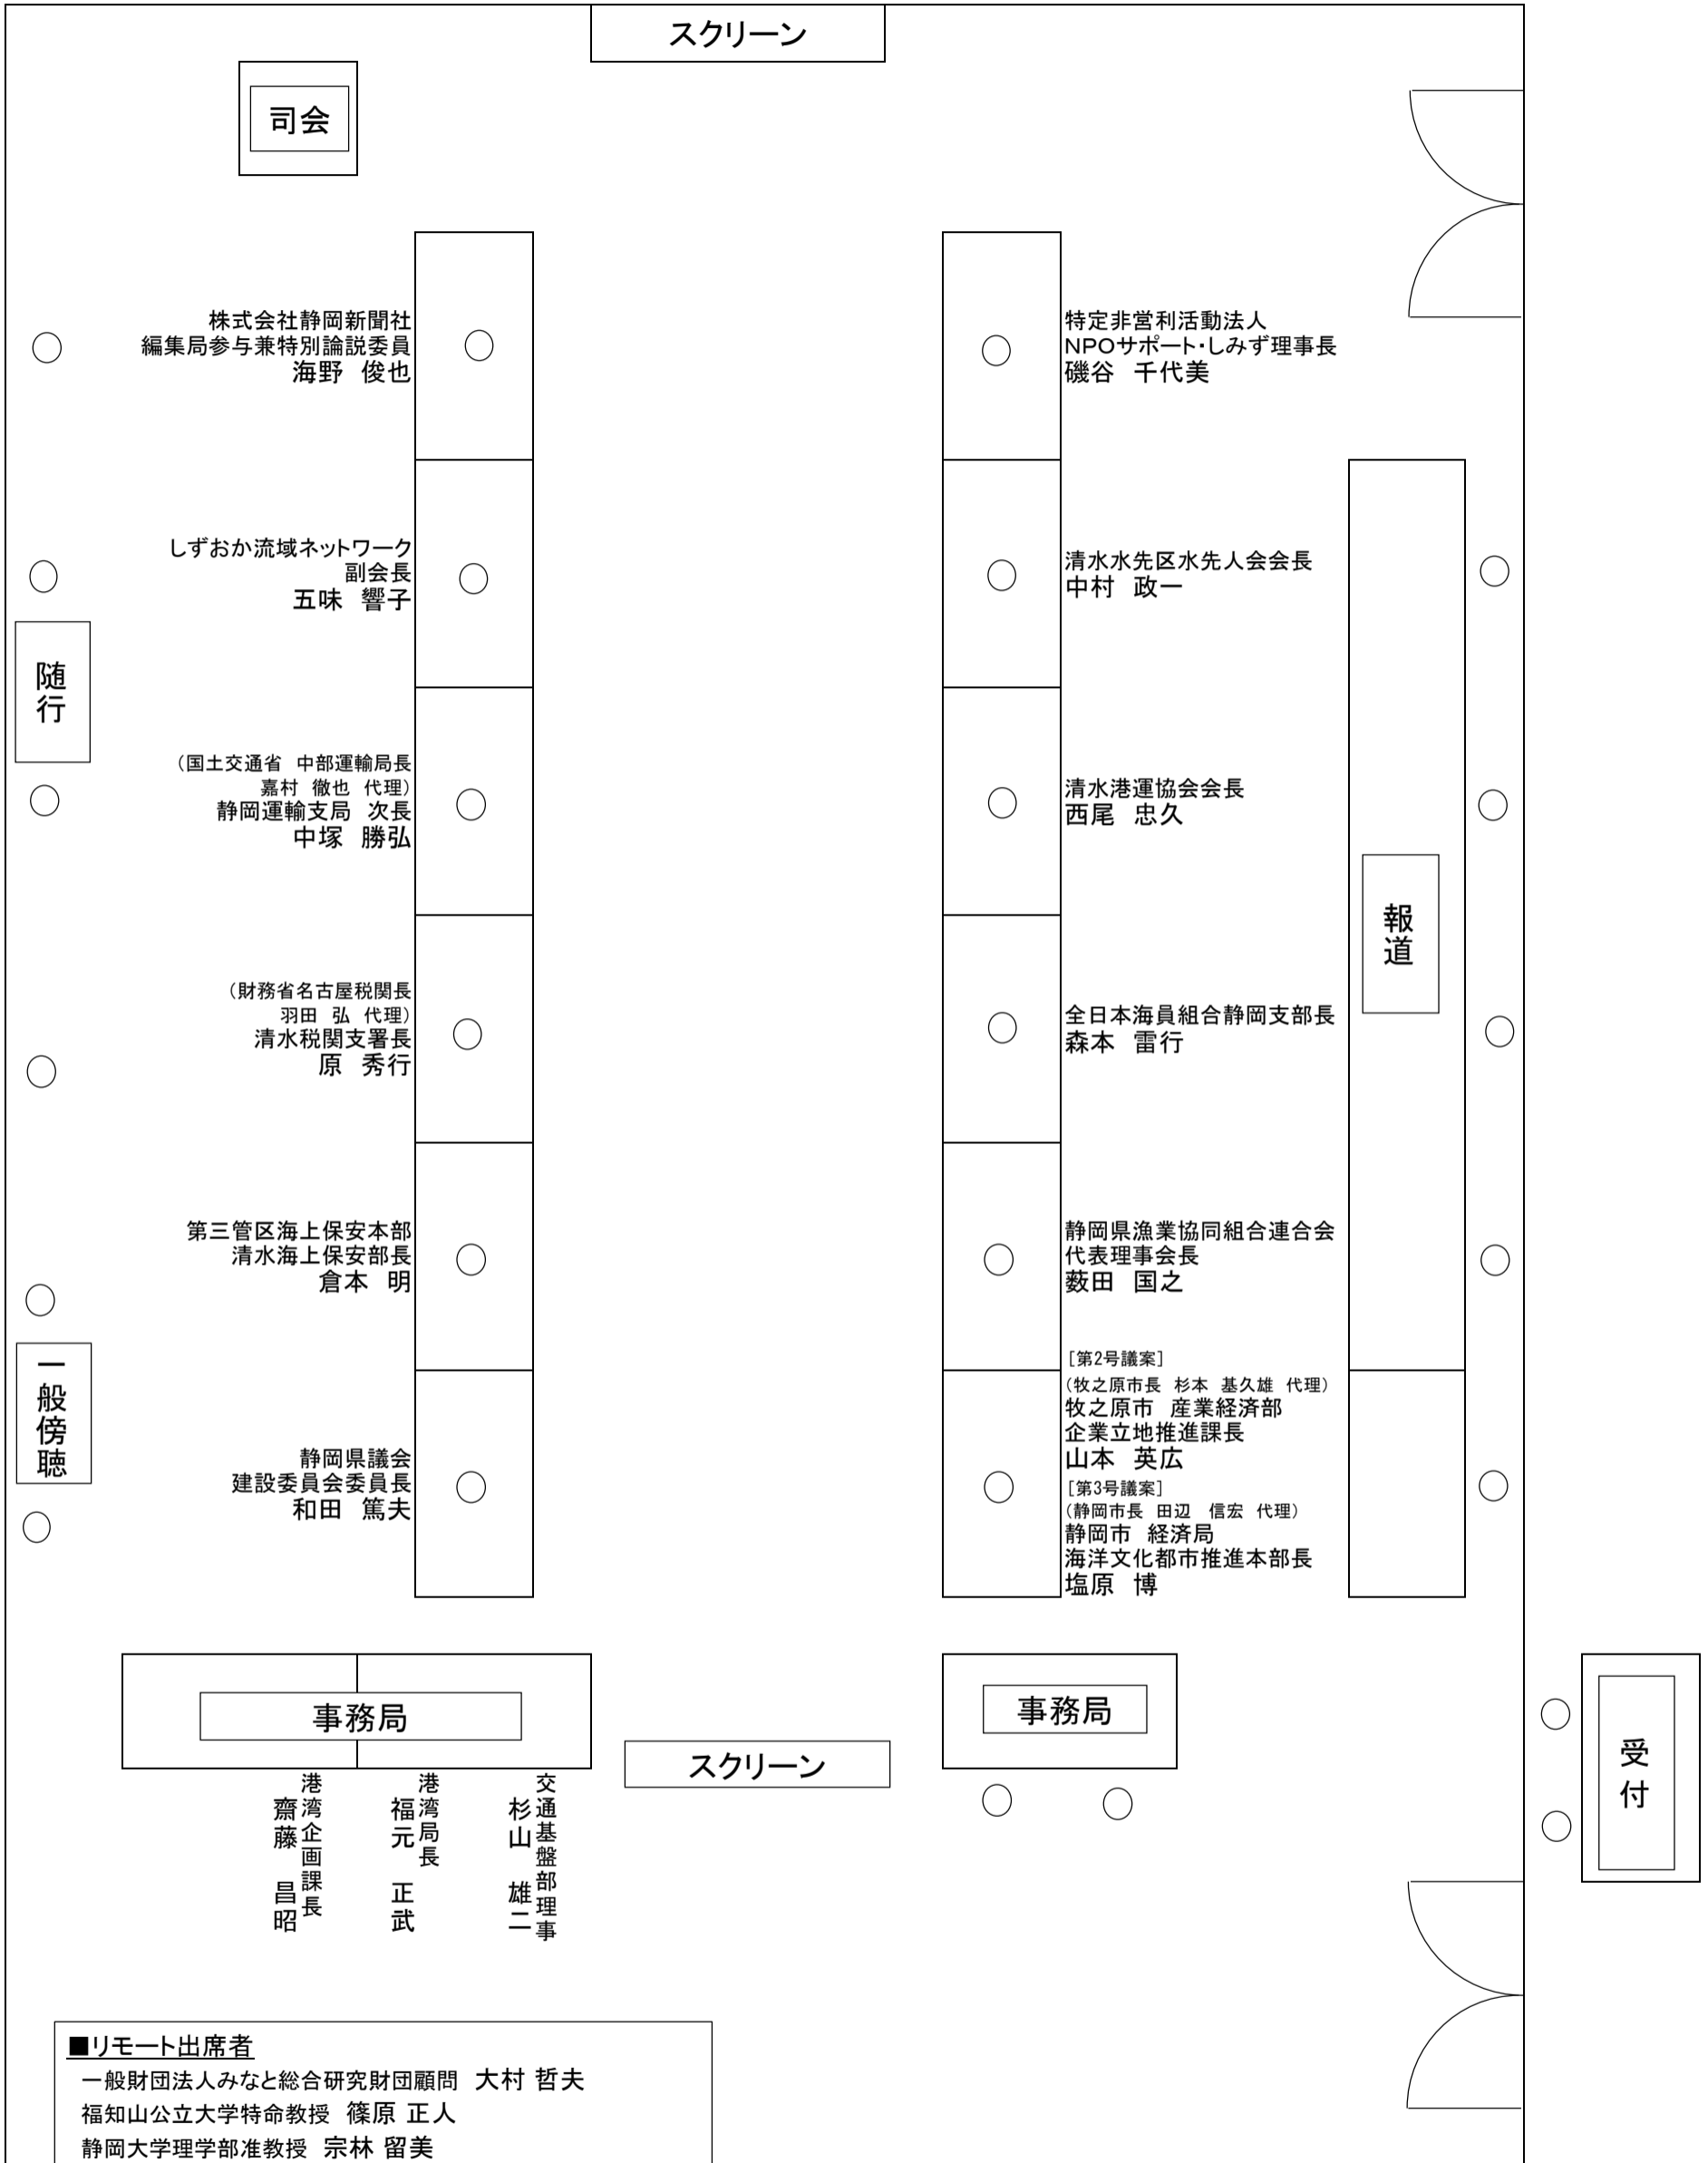 スクリーン
司会
株式会社静岡新聞社
編集局参与兼特別論説委員
海野　俊也
しずおか流域ネットワーク
副会長
五味　響子
（国土交通省　中部運輸局長
嘉村　徹也　代理）
静岡運輸支局　次長
中塚　勝弘
（財務省名古屋税関長
羽田　弘　代理）
清水税関支署長
原　秀行
第三管区海上保安本部
清水海上保安部長
倉本　明
静岡県議会
建設委員会委員長
和田　篤夫
特定非営利活動法人
NPOサポート・しみず理事長
磯谷　千代美
清水水先区水先人会会長
中村　政一
清水港運協会会長
西尾　忠久
全日本海員組合静岡支部長
森本　雷行
静岡県漁業協同組合連合会
代表理事会長
薮田　国之
［第2号議案］
（牧之原市長　杉本　基久雄　代理）
牧之原市　産業経済部
企業立地推進課長
山本　英広
［第3号議案］
（静岡市長　田辺　信宏　代理）
静岡市　経済局
海洋文化都市推進本部長
塩原　博
随行
一般傍聴
報道
事務局
港湾企画課長
齋藤　昌昭
港湾局長
福元　正武
交通基盤部理事
杉山　雄二
スクリーン
事務局
受付
■リモート出席者
一般財団法人みなと総合研究財団顧問　大村 哲夫
福知山公立大学特命教授　篠原 正人
静岡大学理学部准教授　宗林 留美